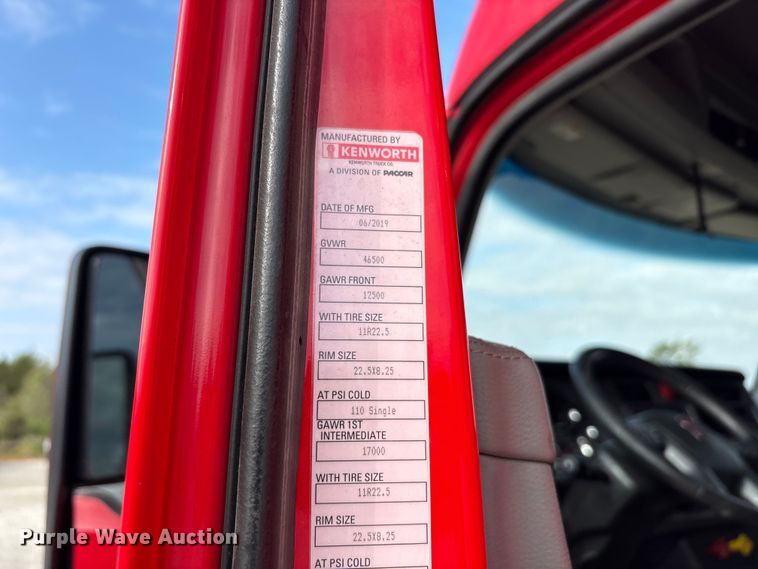 MANUFACTURED BY
KENWORTH
KENWORTH TRUCK CO.
A DIVISION OF PACCAR
DATE OF MFG
06/2019
GVWR
46500
GAWR FRONT
12500
WITH TIRE SIZE
11R22.5
RIM SIZE
22.5X8.25
AT PSI COLD
110 Single
GAWR 1ST
INTERMEDIATE
17000
WITH TIRE SIZE
11R22.5
RIM SIZE
22.5X8.25
AT PSI COLD
Purple Wave Auction®